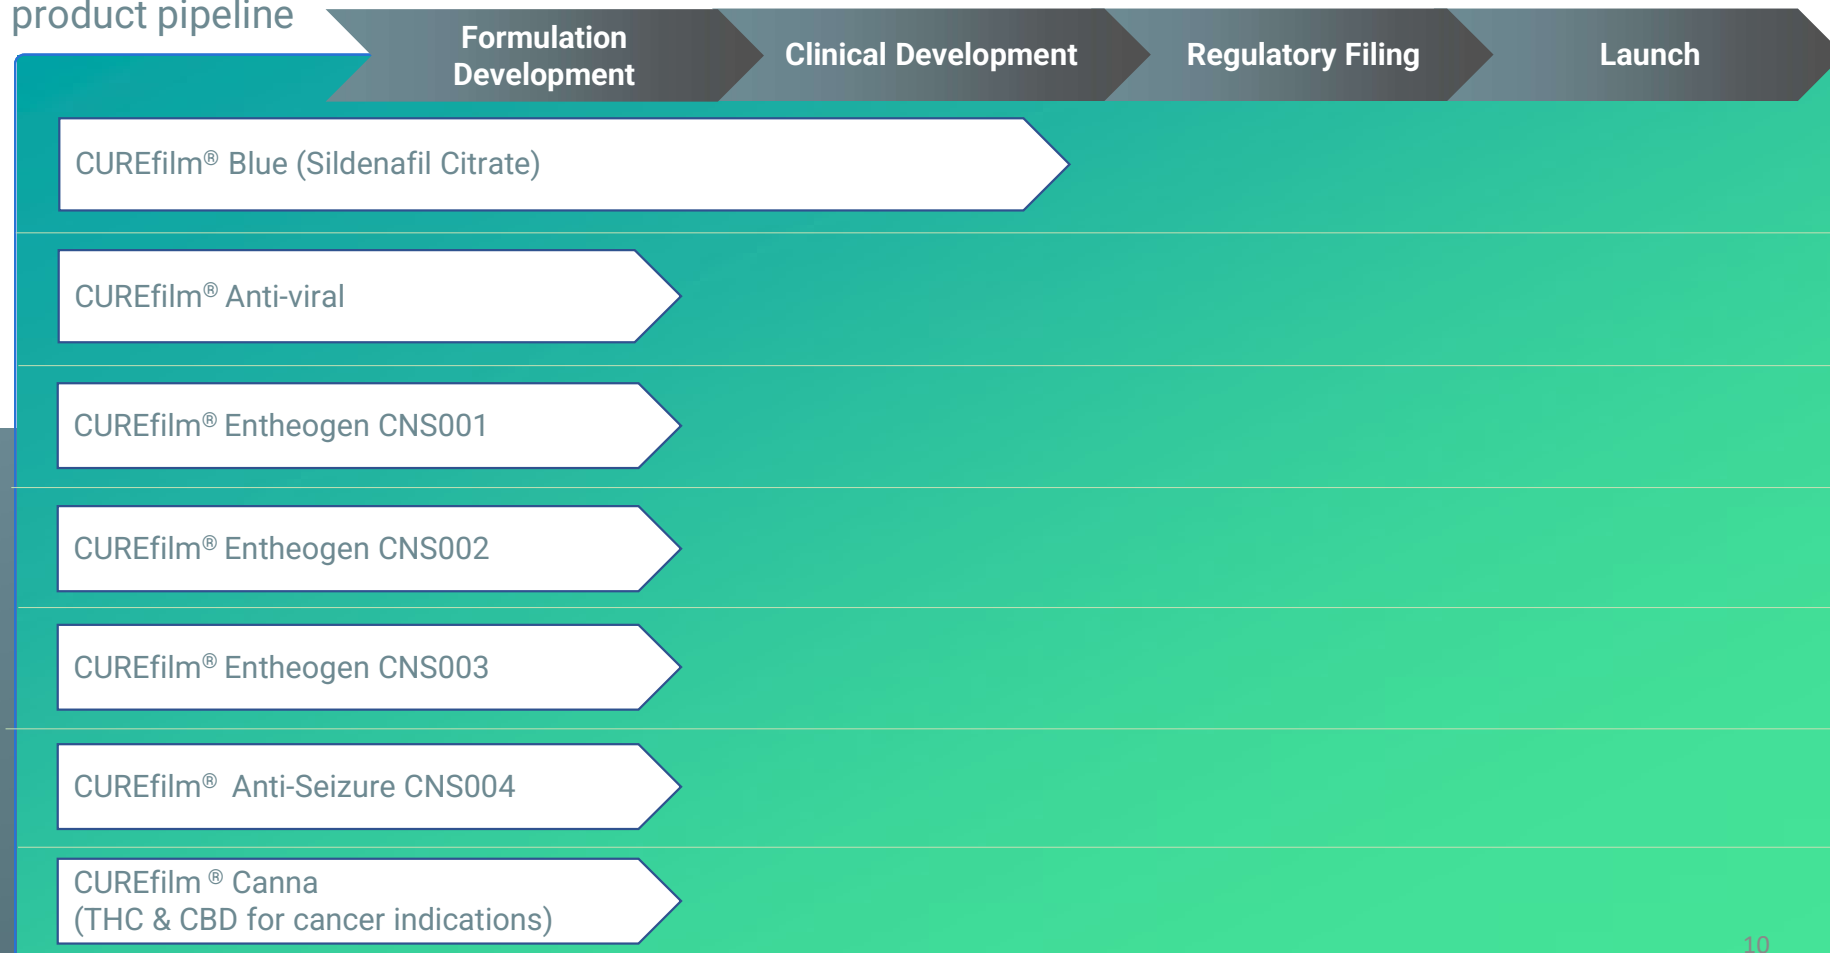 product pipeline
Formulation
Development
Clinical Development
Regulatory Filing
Launch
CUREfilm® Blue (Sildenafil Citrate)
CUREfilm® Anti-viral
CUREfilm® Entheogen CNS001
CUREfilm® Entheogen CNS002
CUREfilm® Entheogen CNS003
CUREfilm® Anti-Seizure CNS004
CUREfilm ® Canna
(THC & CBD for cancer indications)
10